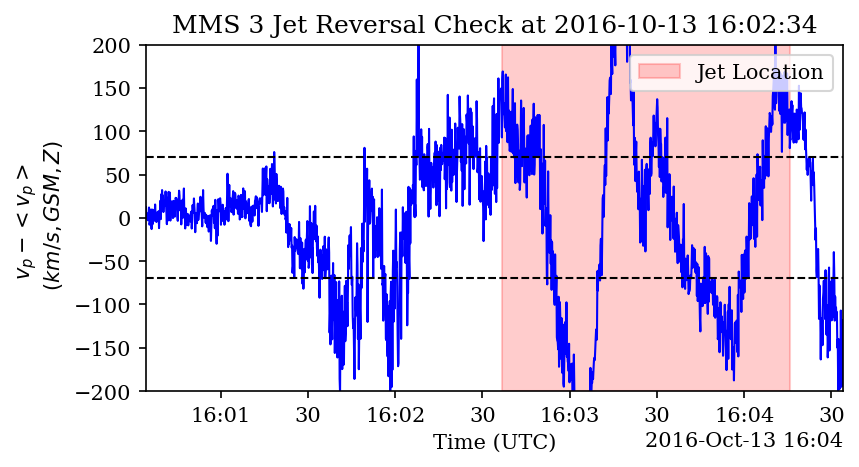 MMS 3 Jet Reversal Check at 2016-10-13 16:02:34
Jet Location
v_p − < v_p >
(km/s, GSM, Z)
200
150
100
50
0
−50
−100
−150
−200
16:01 30 16:02 30 16:03 30 16:04 30
Time (UTC)
2016-Oct-13 16:04